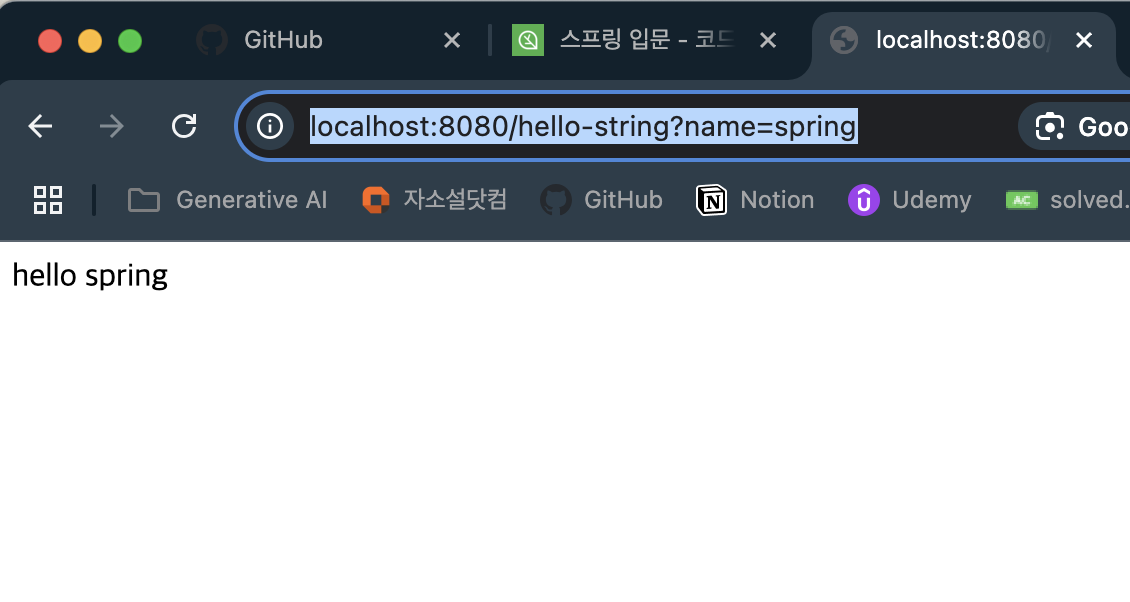 GitHub 스프링 입문 - 코드 localhost:8080/
localhost:8080/hello-string?name=spring Goo
Generative AI 자소설닷컴 GitHub Notion Udemy solved.
hello spring